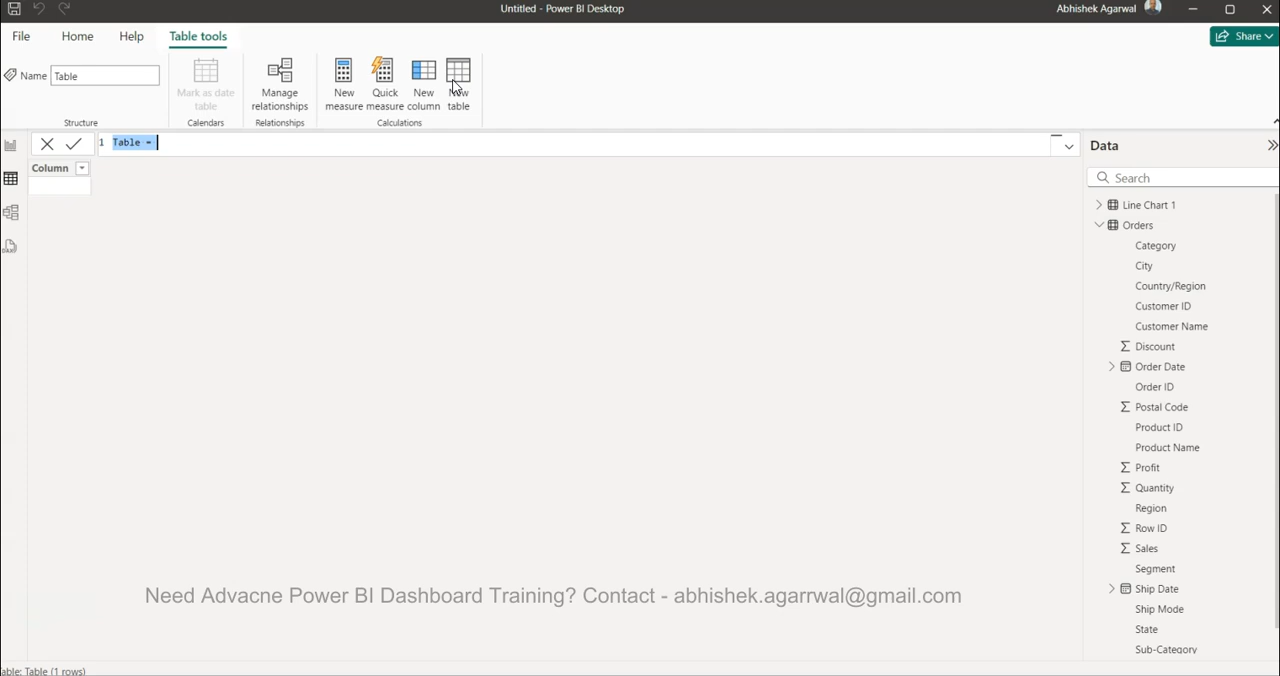 Untitled - Power BI Desktop
Abhishek Agarwal
File
Home
Help
Table tools
Share
Name
Table
Mark as date
table
Manage
relationships
New
measure
Quick
measure
New
column
New
table
Structure
Calendars
Relationships
Calculations
1 Table =
Column
Data
Search
Line Chart 1
Orders
Category
City
Country/Region
Customer ID
Customer Name
Discount
Order Date
Order ID
Postal Code
Product ID
Product Name
Profit
Quantity
Region
Row ID
Sales
Segment
Ship Date
Ship Mode
State
Sub-Category
Need Advacne Power BI Dashboard Training? Contact - abhishek.agarrwal@gmail.com
able: Table (1 rows)